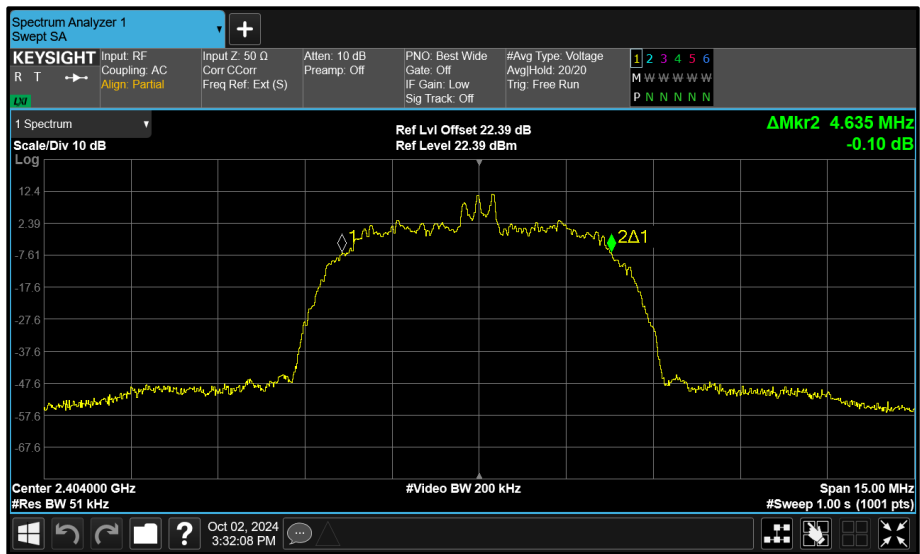 Spectrum Analyzer 1
Swept SA
+
KEYSIGHT
R T
LXI
Input: RF
Coupling: AC
Align: Partial
Input Z: 50 Ω
Corr CCorr
Freq Ref: Ext (S)
Atten: 10 dB
Preamp: Off
PNO: Best Wide
Gate: Off
IF Gain: Low
Sig Track: Off
#Avg Type: Voltage
Avg|Hold: 20/20
Trig: Free Run
1 2 3 4 5 6
M W W W W W
P N N N N N
1 Spectrum
Scale/Div 10 dB
Ref Lvl Offset 22.39 dB
Ref Level 22.39 dBm
ΔMkr2 4.635 MHz
-0.10 dB
Log
12.4
2.39
-7.61
-17.6
-27.6
-37.6
-47.6
-57.6
-67.6
1
2Δ1
Center 2.404000 GHz
#Video BW 200 kHz
Span 15.00 MHz
#Res BW 51 kHz
#Sweep 1.00 s (1001 pts)
?
Oct 02, 2024
3:32:08 PM